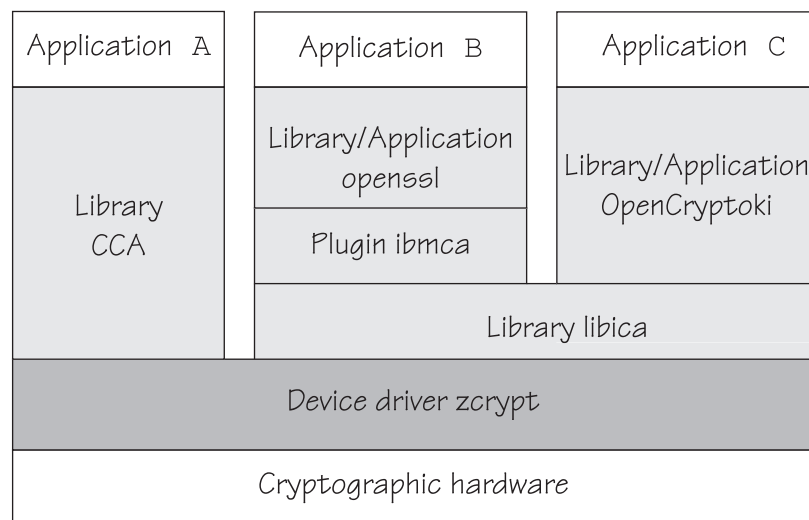 Application A
Application B
Application C
Library/Application
openssl
Library/Application
OpenCryptoki
Library
CCA
Plugin ibmca
Library libica
Device driver zcrypt
Cryptographic hardware